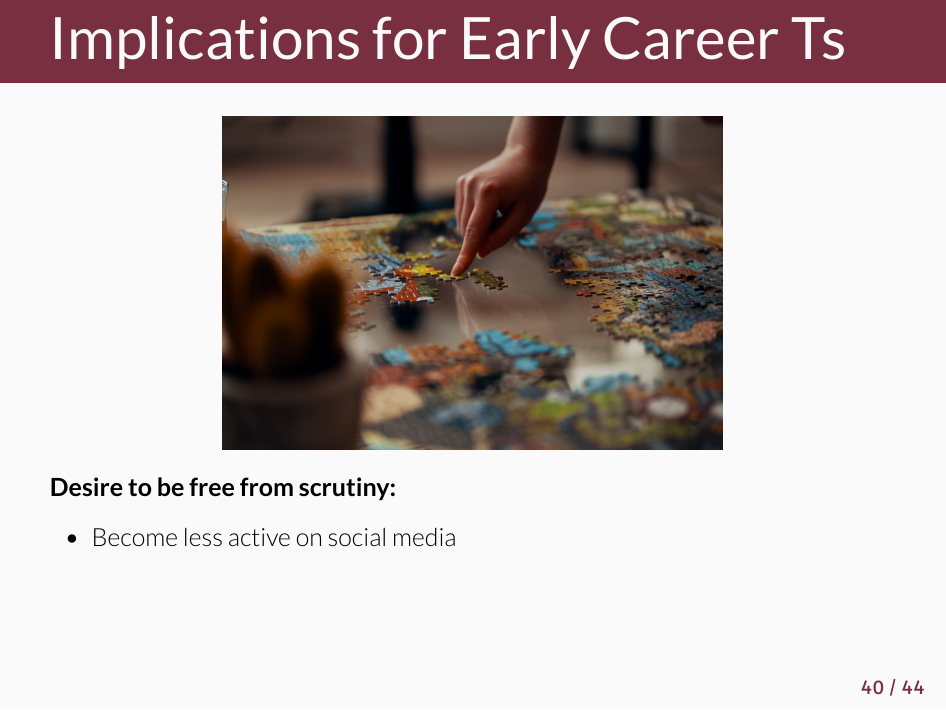 Implications for Early Career Ts
Desire to be free from scrutiny:
• Become less active on social media
40 / 44